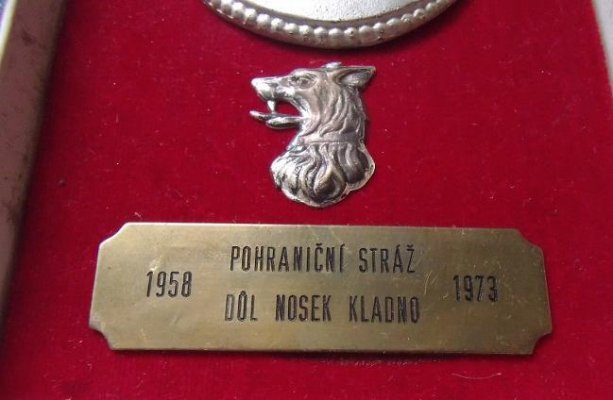 POHRANIČNÍ STRÁŽ
1958 1973
DŮL NOSEK KLADNO